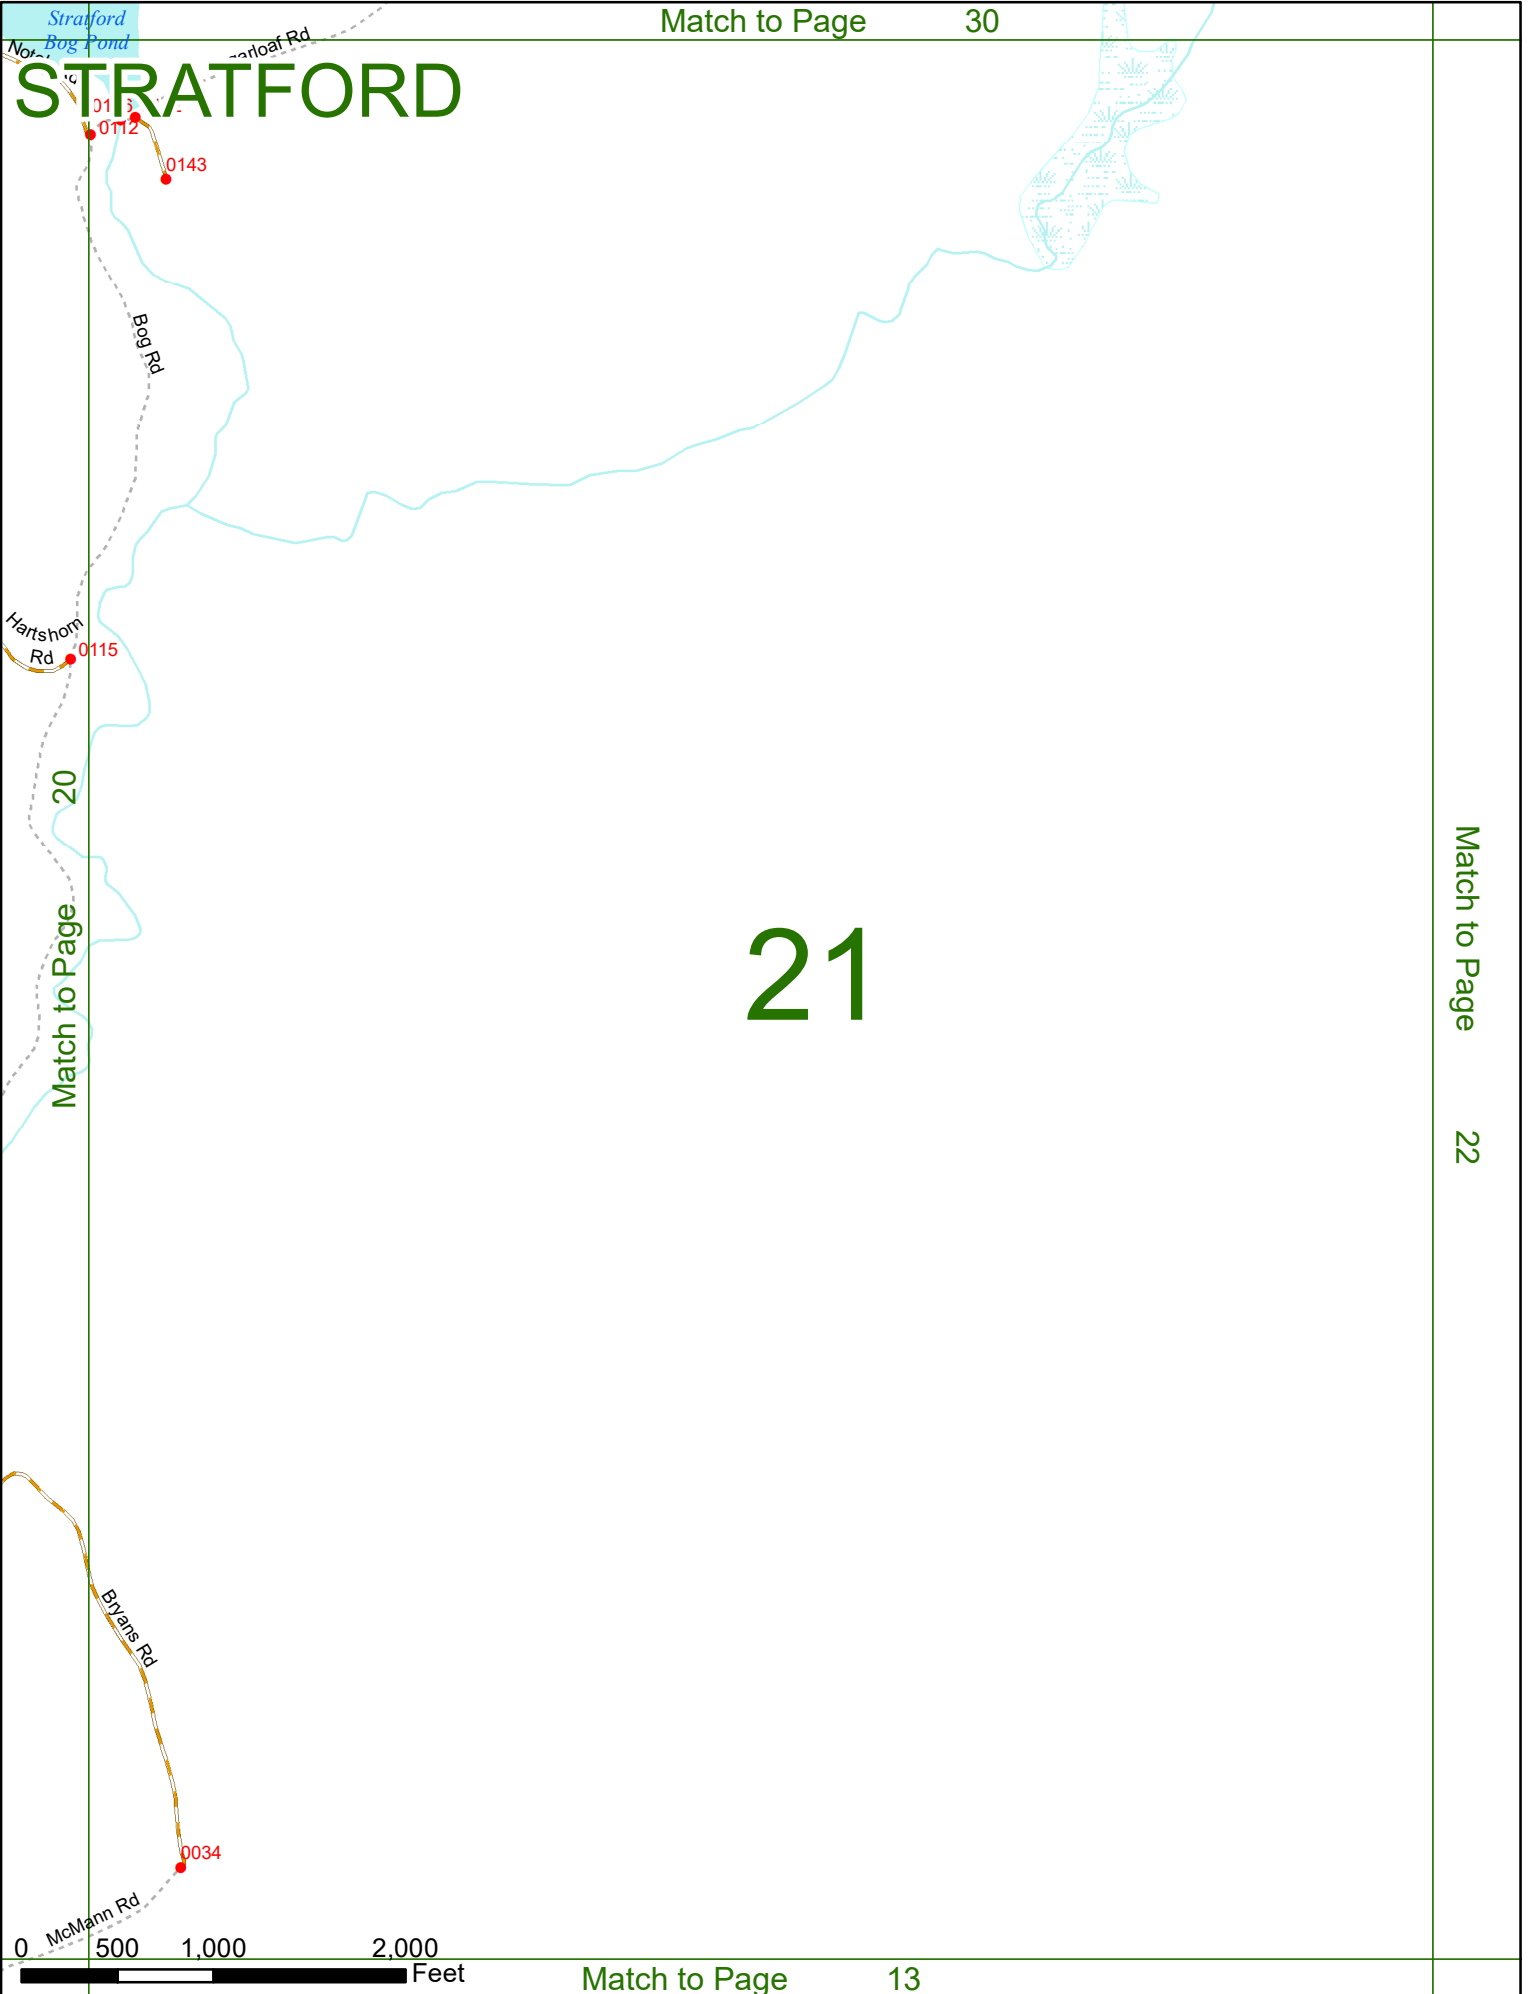 Match to Page 30
Stratford
Bog Pond
STRATFORD
0112
0143
Bog Rd
Hartshorn
Rd
0115
Match to Page 20
21
Match to Page 22
Bryans Rd
0034
McMann Rd
0 500 1,000 2,000
Feet
Match to Page 13